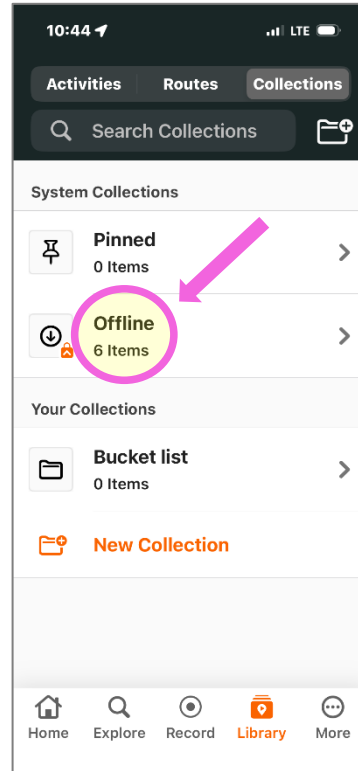 10:44 LTE
Activities Routes Collections
Search Collections
System Collections
Pinned
0 Items
Offline
6 Items
Your Collections
Bucket list
0 Items
New Collection
Home Explore Record Library More